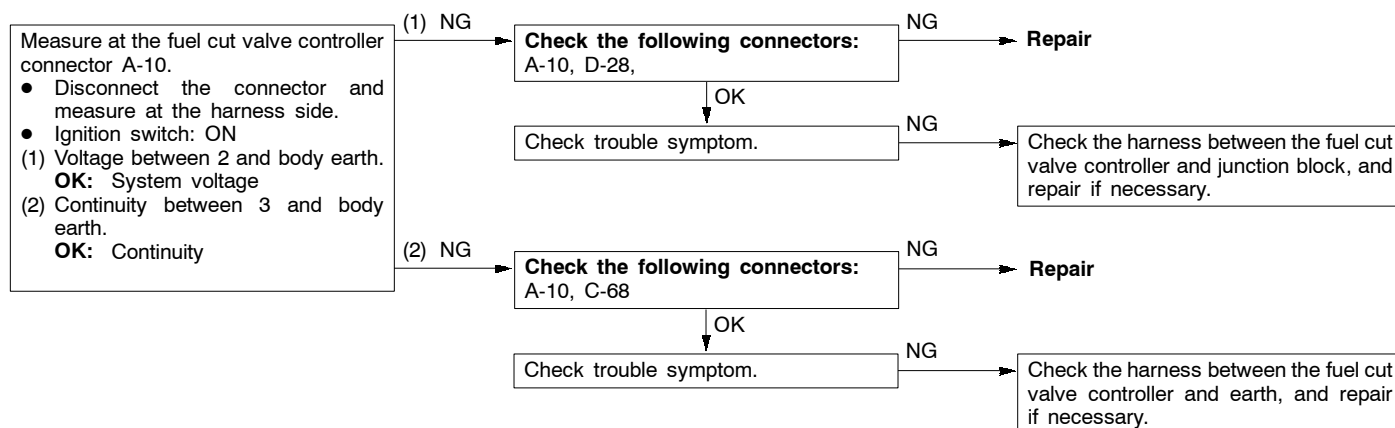 Measure at the fuel cut valve controller
connector A-10.
● Disconnect the connector and
measure at the harness side.
● Ignition switch: ON
(1) Voltage between 2 and body earth.
OK: System voltage
(2) Continuity between 3 and body
earth.
OK: Continuity
(1) NG
Check the following connectors:
A-10, D-28,
NG
Repair
OK
Check trouble symptom.
NG
Check the harness between the fuel cut
valve controller and junction block, and
repair if necessary.
(2) NG
Check the following connectors:
A-10, C-68
NG
Repair
OK
Check trouble symptom.
NG
Check the harness between the fuel cut
valve controller and earth, and repair
if necessary.